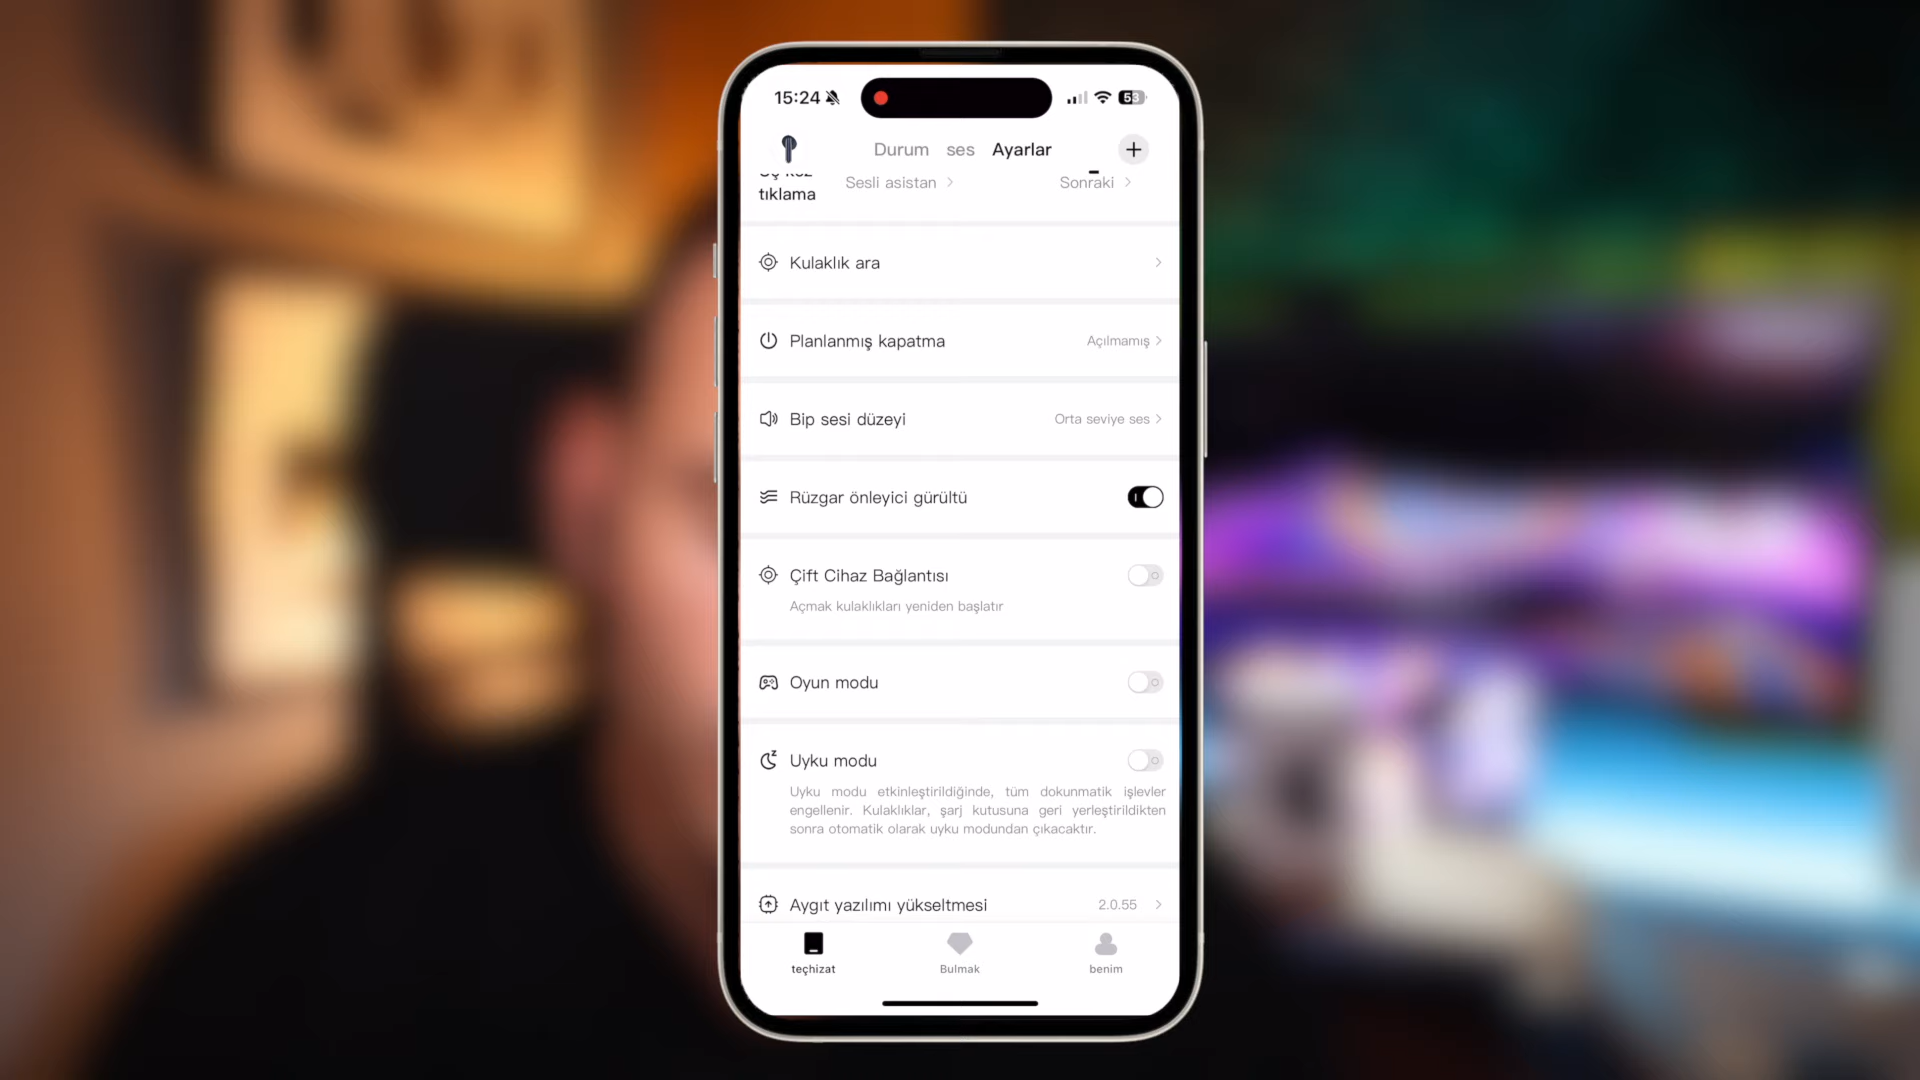 15:24
53
Durum ses Ayarlar
tıklama Sesli asistan Sonraki
Kulaklık ara
Planlanmış kapatma Açılmamış
Bip sesi düzeyi Orta seviye ses
Rüzgar önleyici gürültü
Çift Cihaz Bağlantısı
Açmak kulaklıkları yeniden başlatır
Oyun modu
Uyku modu
Uyku modu etkinleştirildiğinde, tüm dokunmatik işlevler
engellenir. Kulaklıklar, şarj kutusuna geri yerleştirildikten
sonra otomatik olarak uyku modundan çıkacaktır.
Aygıt yazılımı yükseltmesi 2.0.55
teçhizat Bulmak benim